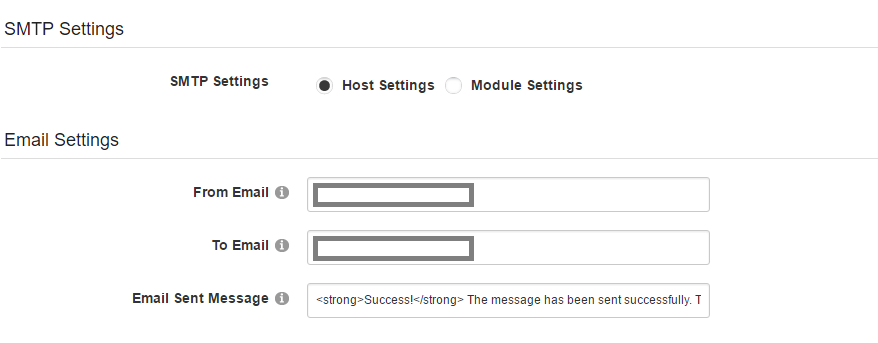 SMTP Settings
SMTP Settings Host Settings Module Settings
Email Settings
From Email
To Email
Email Sent Message <strong>Success!</strong> The message has been sent successfully. T